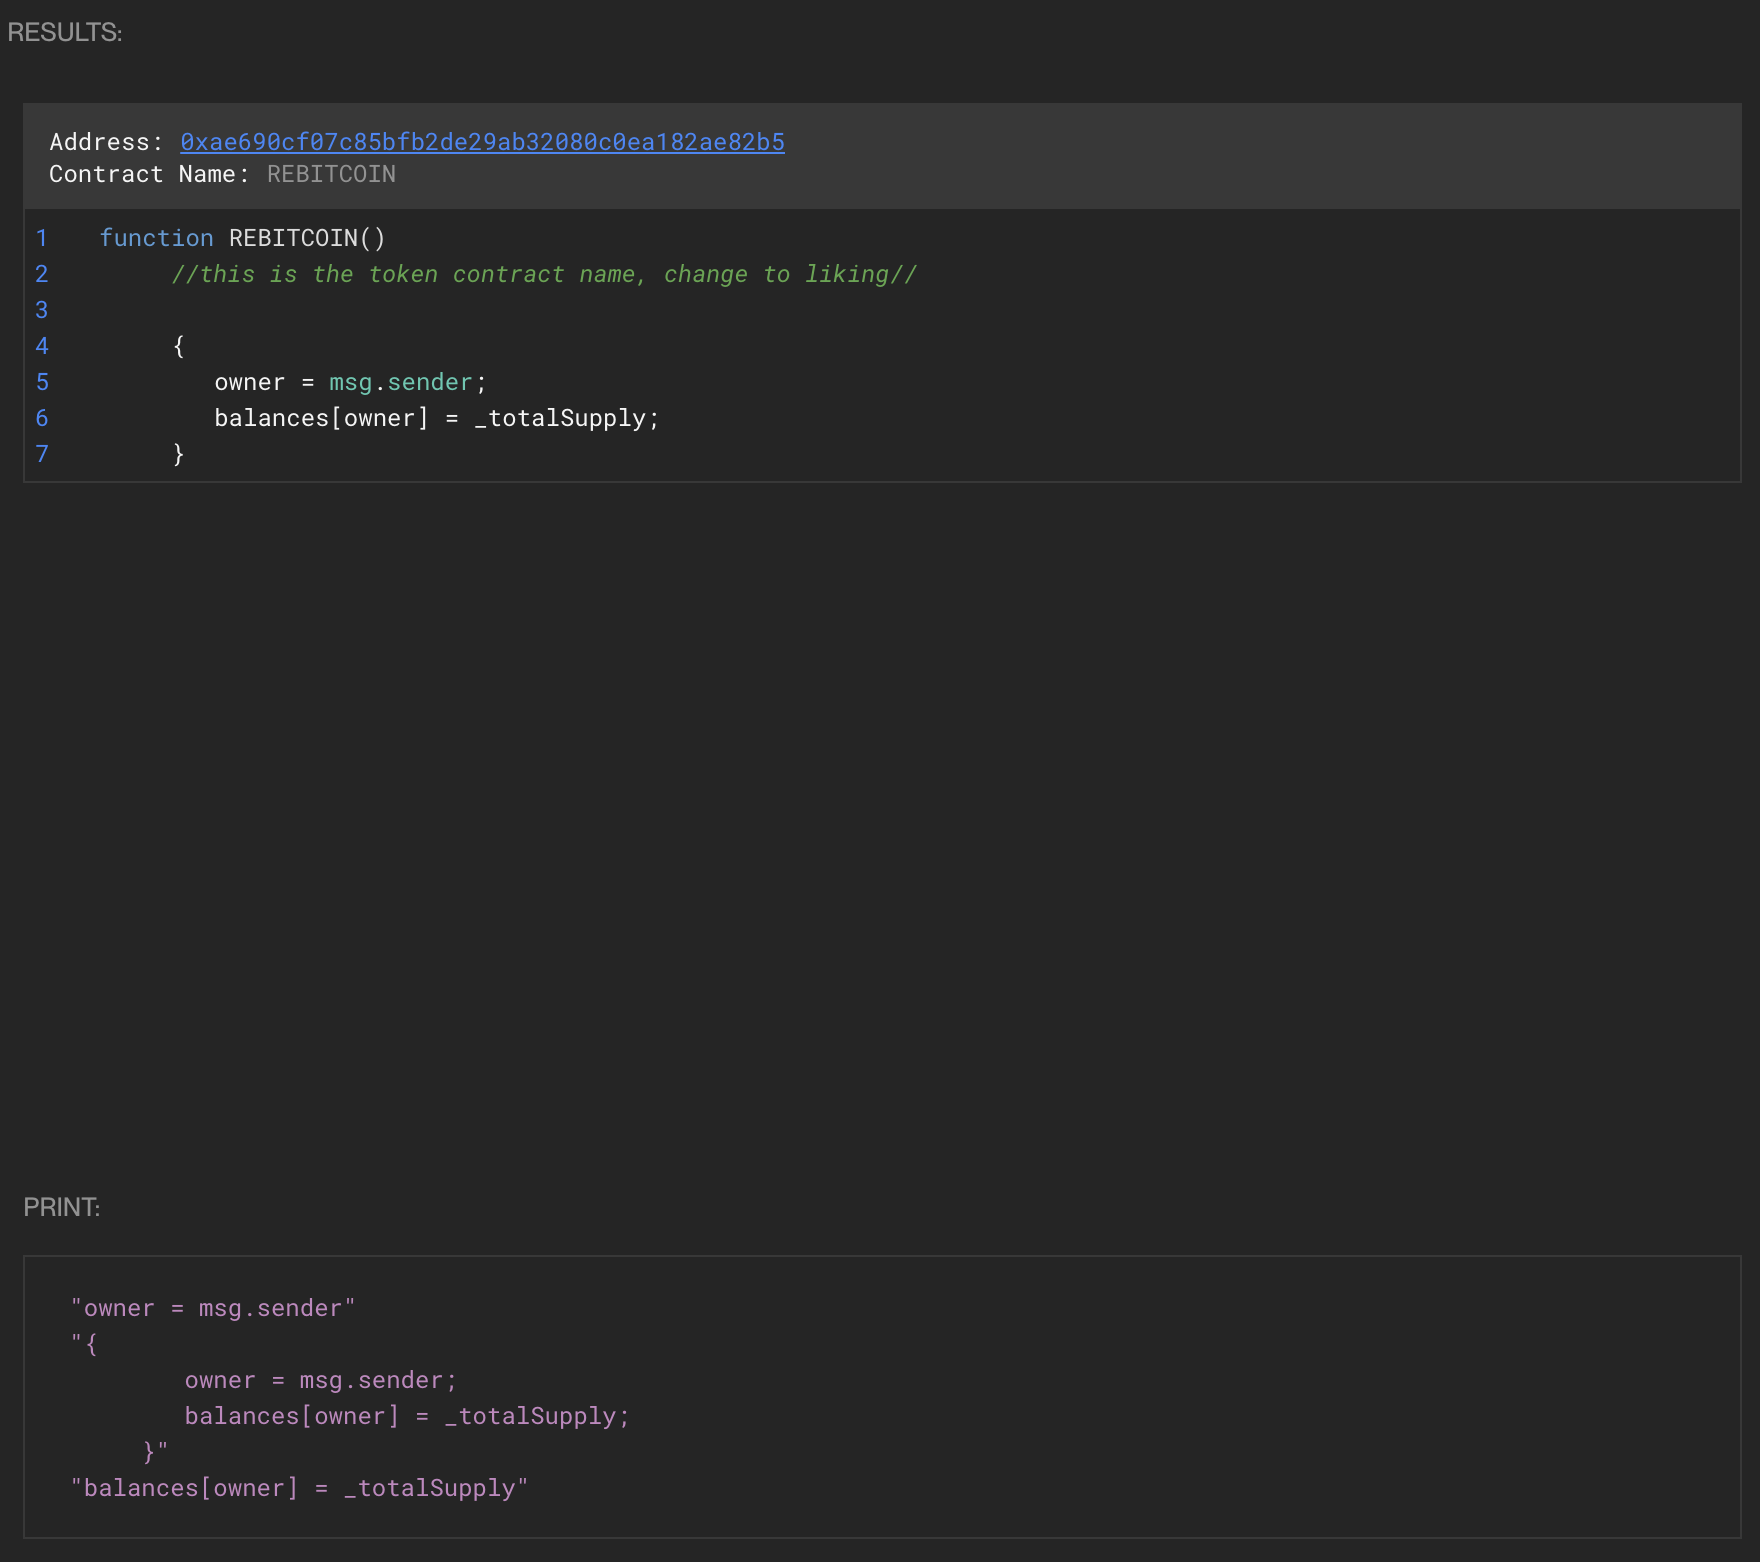 RESULTS:
Address: 0xae690cf07c85bfb2de29ab32080c0ea182ae82b5
Contract Name: REBITCOIN
1 function REBITCOIN()
2 //this is the token contract name, change to liking//
3
4 {
5 owner = msg.sender;
6 balances[owner] = _totalSupply;
7 }
PRINT:
"owner = msg.sender"
"{
owner = msg.sender;
balances[owner] = _totalSupply;
}"
"balances[owner] = _totalSupply"